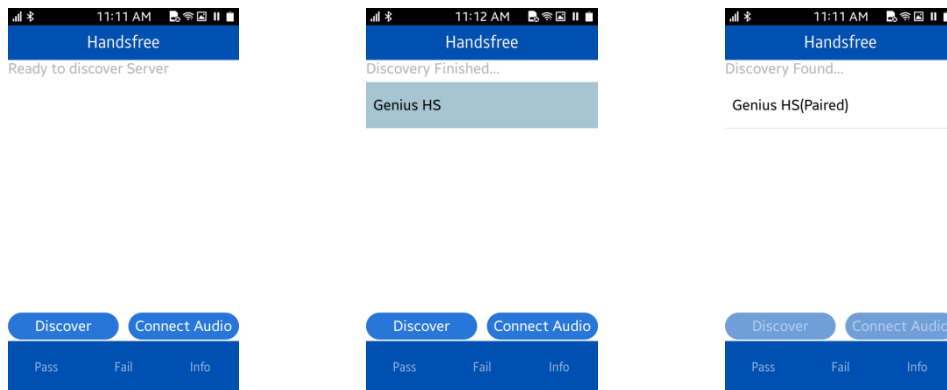 11:11 AM
Handsfree
Ready to discover Server
Discover
Connect Audio
Pass
Fail
Info
11:12 AM
Handsfree
Discovery Finished...
Genius HS
Discover
Connect Audio
Pass
Fail
Info
11:11 AM
Handsfree
Discovery Found...
Genius HS(Paired)
Discover
Connect Audio
Pass
Fail
Info